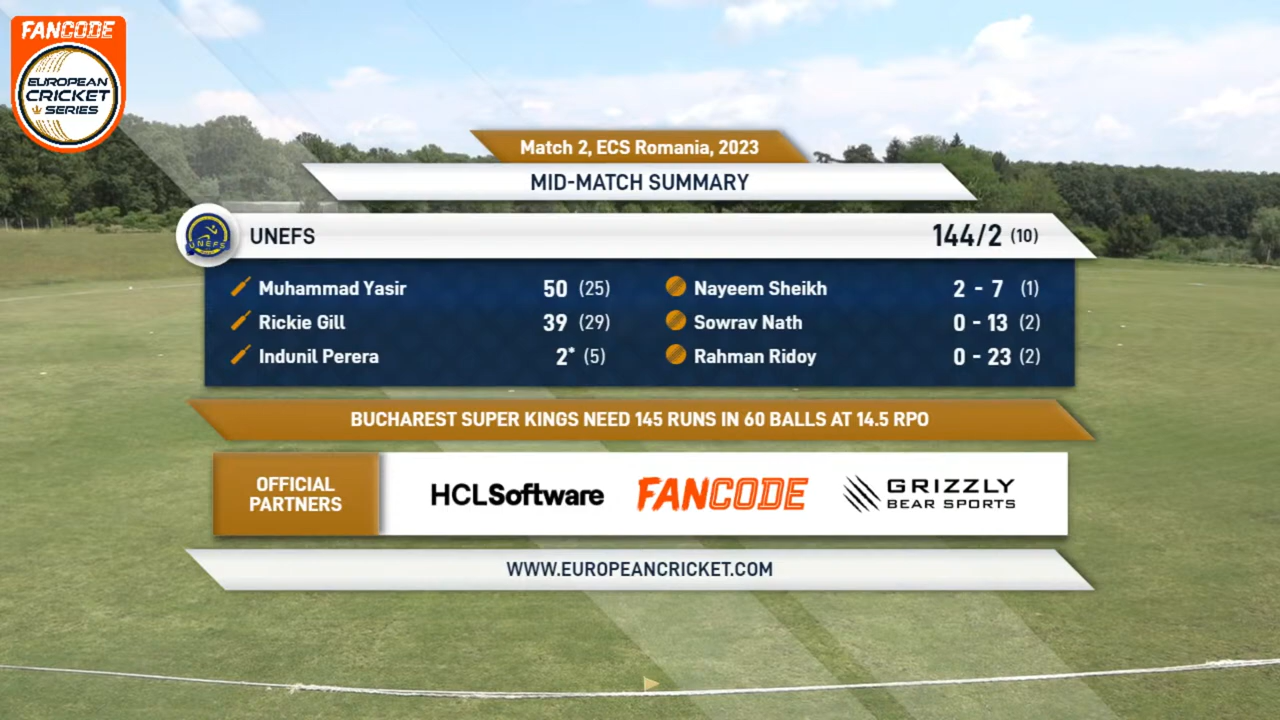 FANCODE
EUROPEAN
CRICKET
SERIES
Match 2, ECS Romania, 2023
MID-MATCH SUMMARY
UNEFS
UNEFS 144/2 (10)
Muhammad Yasir 50 (25) Nayeem Sheikh 2 - 7 (1)
Rickie Gill 39 (29) Sowrav Nath 0 - 13 (2)
Indunil Perera 2* (5) Rahman Ridoy 0 - 23 (2)
BUCHAREST SUPER KINGS NEED 145 RUNS IN 60 BALLS AT 14.5 RPO
OFFICIAL
PARTNERS
HCLSoftware FANCODE GRIZZLY
BEAR SPORTS
WWW.EUROPEANCRICKET.COM